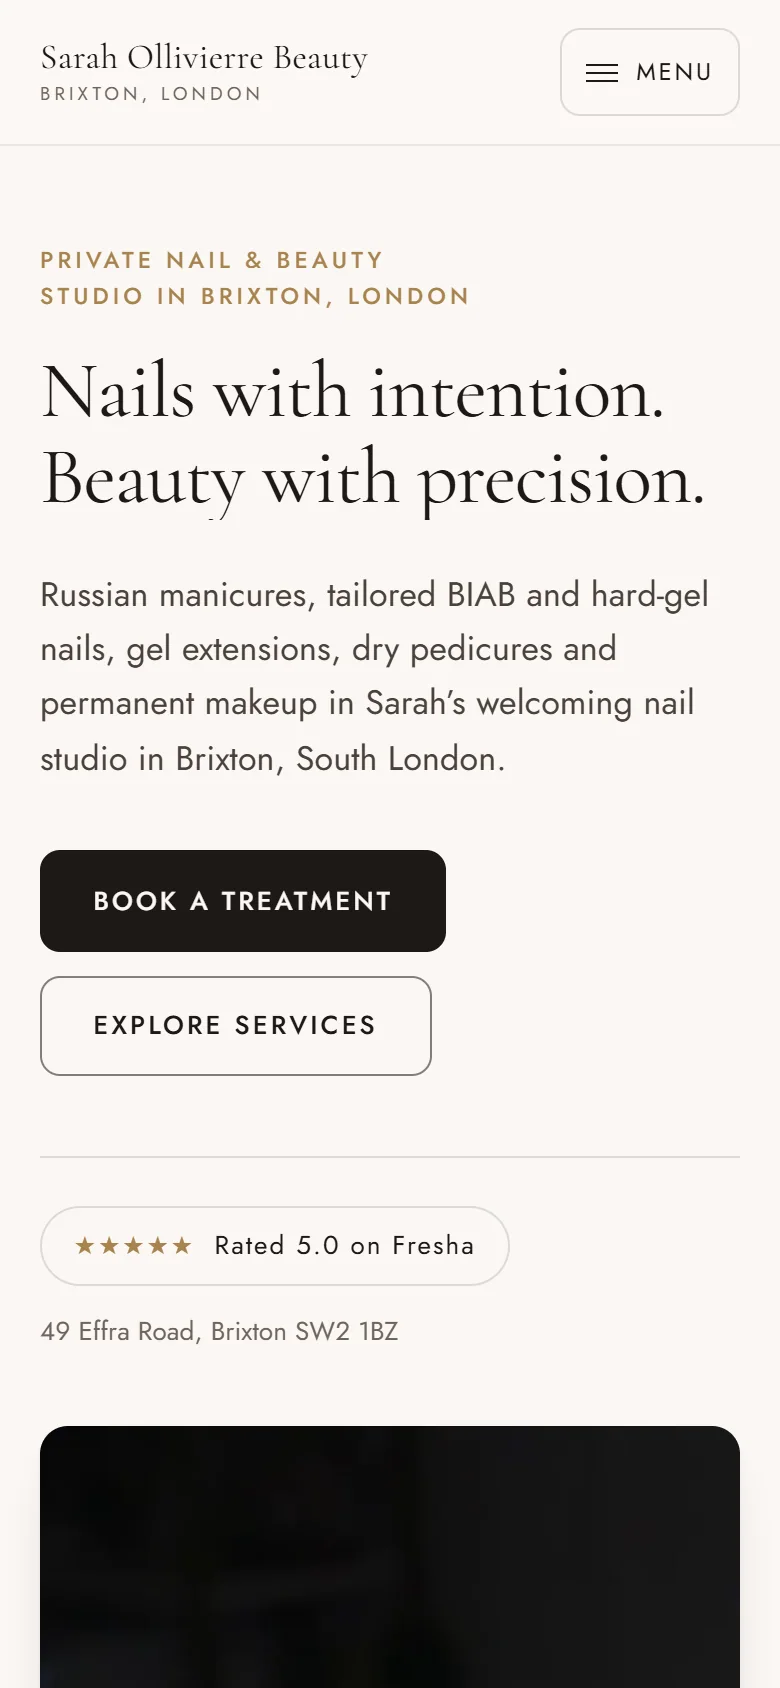 Sarah Ollivierre Beauty
BRIXTON, LONDON
MENU
PRIVATE NAIL & BEAUTY
STUDIO IN BRIXTON, LONDON
Nails with intention.
Beauty with precision.
Russian manicures, tailored BIAB and hard-gel
nails, gel extensions, dry pedicures and
permanent makeup in Sarah’s welcoming nail
studio in Brixton, South London.
BOOK A TREATMENT
EXPLORE SERVICES
★★★★★ Rated 5.0 on Fresha
49 Effra Road, Brixton SW2 1BZ